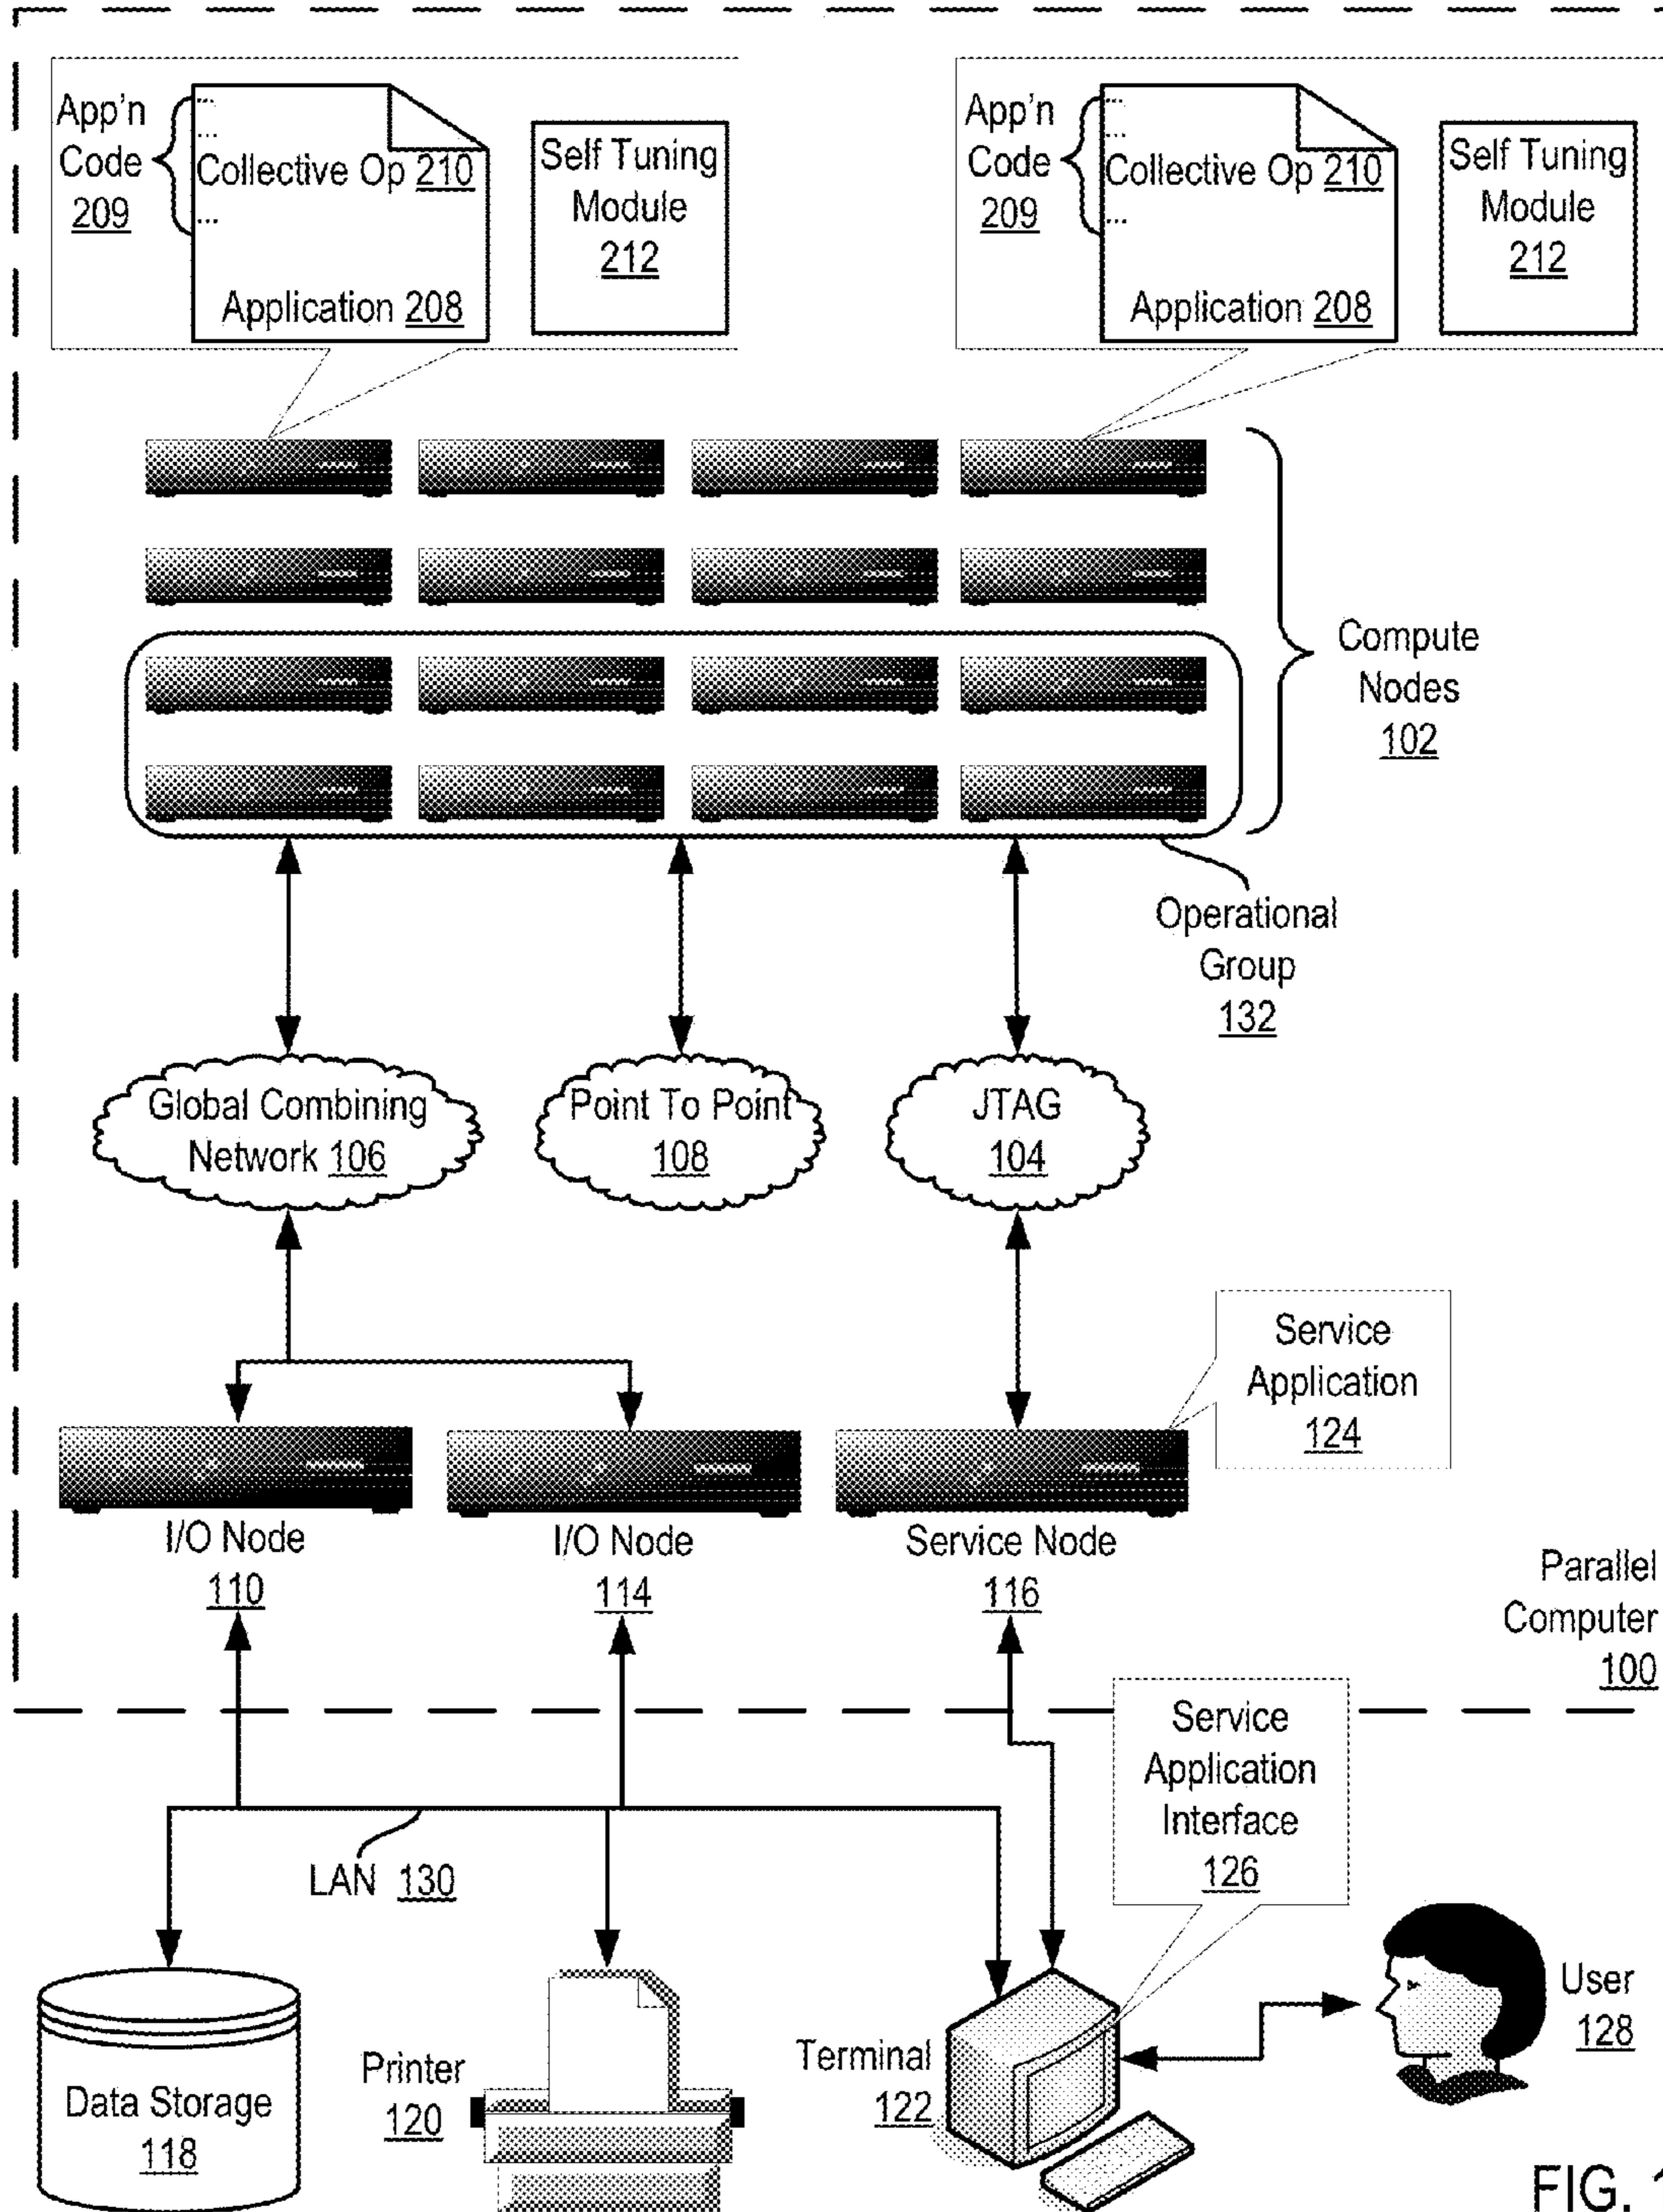 App'n
Code
209
...
...
Collective Op 210
...
Application 208
Self Tuning
Module
212
App'n
Code
209
...
...
Collective Op 210
...
Application 208
Self Tuning
Module
212
Compute
Nodes
102
Operational
Group
132
Global Combining
Network 106
Point To Point
108
JTAG
104
Service
Application
124
I/O Node
110
I/O Node
114
Service Node
116
Parallel
Computer
100
Service
Application
Interface
126
LAN 130
Data Storage
118
Printer
120
Terminal
122
User
128
FIG. 1